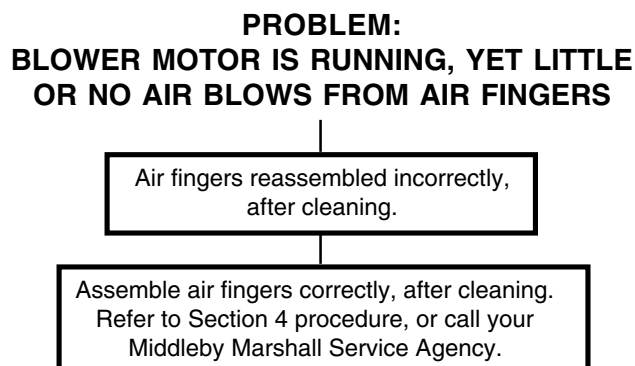 PROBLEM:
BLOWER MOTOR IS RUNNING, YET LITTLE
OR NO AIR BLOWS FROM AIR FINGERS
Air fingers reassembled incorrectly,
after cleaning.
Assemble air fingers correctly, after cleaning.
Refer to Section 4 procedure, or call your
Middleby Marshall Service Agency.